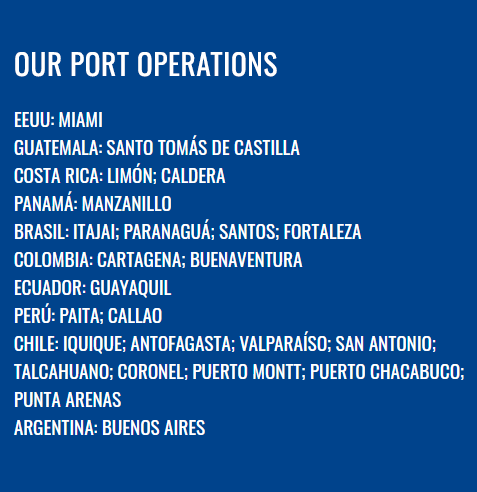 OUR PORT OPERATIONS
EEUU: MIAMI
GUATEMALA: SANTO TOMÁS DE CASTILLA
COSTA RICA: LIMÓN; CALDERA
PANAMÁ: MANZANILLO
BRASIL: ITAJAI; PARANAGUÁ; SANTOS; FORTALEZA
COLOMBIA: CARTAGENA; BUENAVENTURA
ECUADOR: GUAYAQUIL
PERÚ: PAITA; CALLAO
CHILE: IQUIQUE; ANTOFAGASTA; VALPARAÍSO; SAN ANTONIO;
TALCAHUANO; CORONEL; PUERTO MONTT; PUERTO CHACABUCO;
PUNTA ARENAS
ARGENTINA: BUENOS AIRES